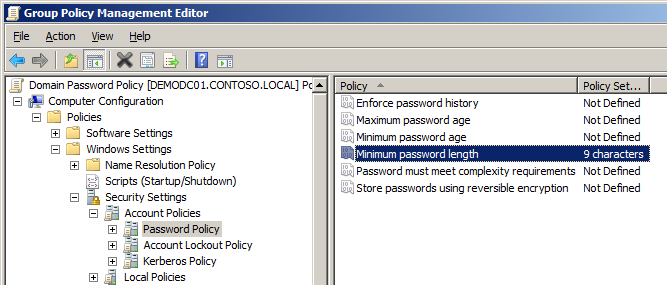 Group Policy Management Editor
File Action View Help
Domain Password Policy [DEMODC01.CONTOSO.LOCAL] Po
Computer Configuration
Policies
Software Settings
Windows Settings
Name Resolution Policy
Scripts (Startup/Shutdown)
Security Settings
Account Policies
Password Policy
Account Lockout Policy
Kerberos Policy
Local Policies
Policy Policy Set...
Enforce password history Not Defined
Maximum password age Not Defined
Minimum password age Not Defined
Minimum password length 9 characters
Password must meet complexity requirements Not Defined
Store passwords using reversible encryption Not Defined